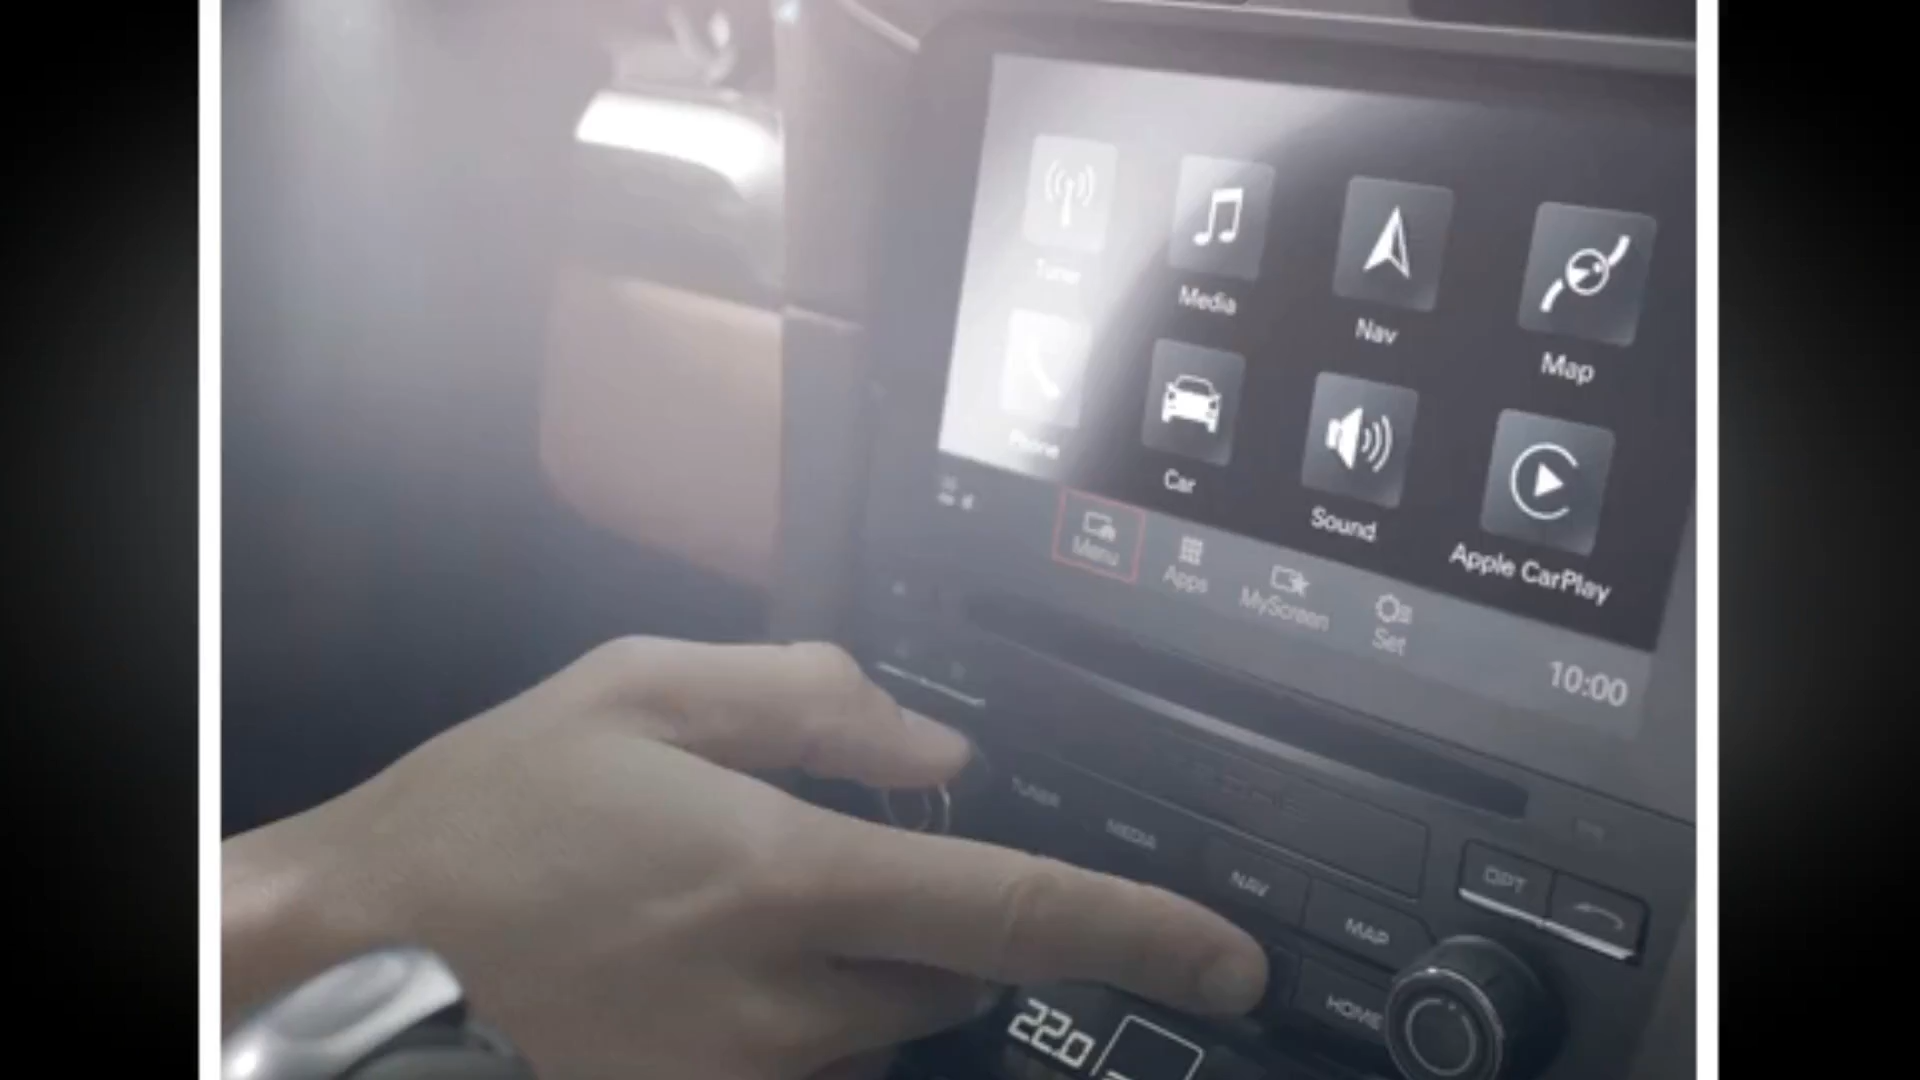 Tuner
Media
Nav
Map
Phone
Car
Sound
Apple CarPlay
Menu
Apps
MyScreen
Set
10:00
TUNER
MEDIA
NAV
MAP
OPT
HOME
22.0